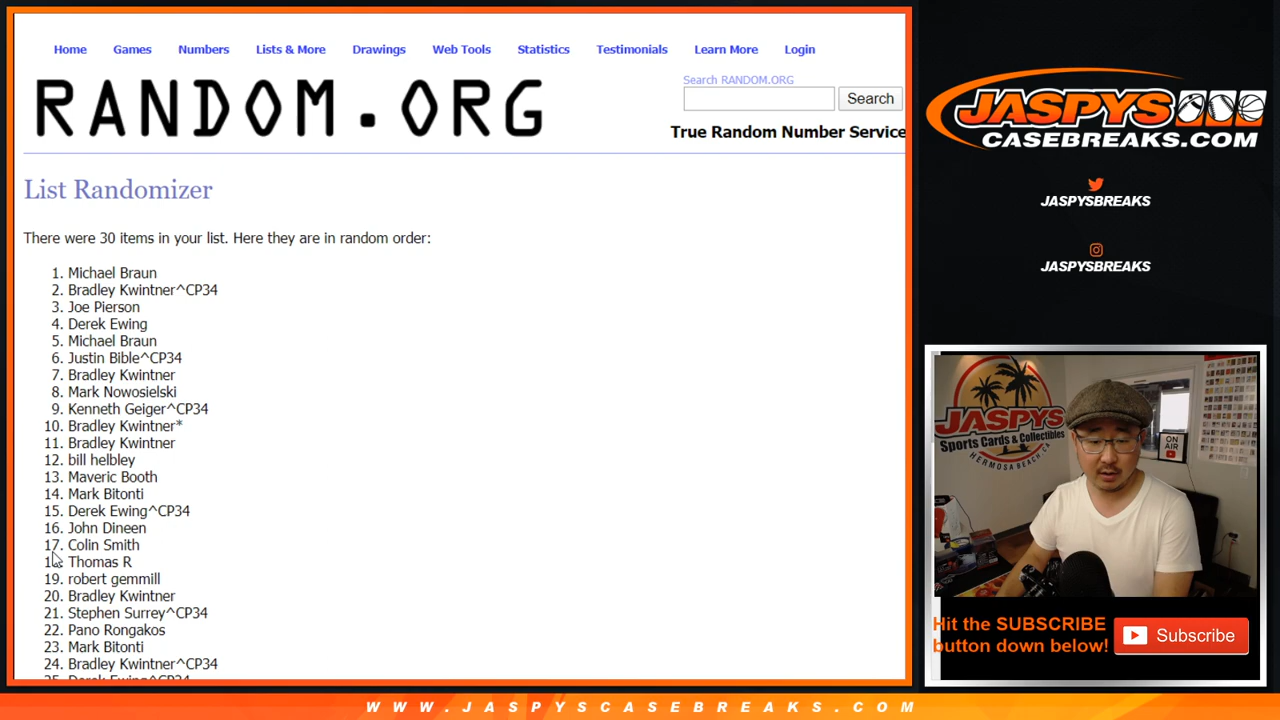 Home Games Numbers Lists & More Drawings Web Tools Statistics Testimonials Learn More Login
RANDOM.ORG
Search RANDOM.ORG
Search
True Random Number Service
List Randomizer
There were 30 items in your list. Here they are in random order:
1. Michael Braun
2. Bradley Kwintner^CP34
3. Joe Pierson
4. Derek Ewing
5. Michael Braun
6. Justin Bible^CP34
7. Bradley Kwintner
8. Mark Nowosielski
9. Kenneth Geiger^CP34
10. Bradley Kwintner*
11. Bradley Kwintner
12. bill helbley
13. Maveric Booth
14. Mark Bitonti
15. Derek Ewing^CP34
16. John Dineen
17. Colin Smith
Thomas R
19. robert gemmill
20. Bradley Kwintner
21. Stephen Surrey^CP34
22. Pano Rongakos
23. Mark Bitonti
24. Bradley Kwintner^CP34
25. Derek Ewing^CP34
JASPYS
CASEBREAKS.COM
JASPYSBREAKS
JASPYSBREAKS
JASPYS
Sports Cards & Collectibles
HERMOSA BEACH, CA
ON
AIR
Hit the SUBSCRIBE
button down below!
Subscribe
WWW.JASPYSCASEBREAKS.COM